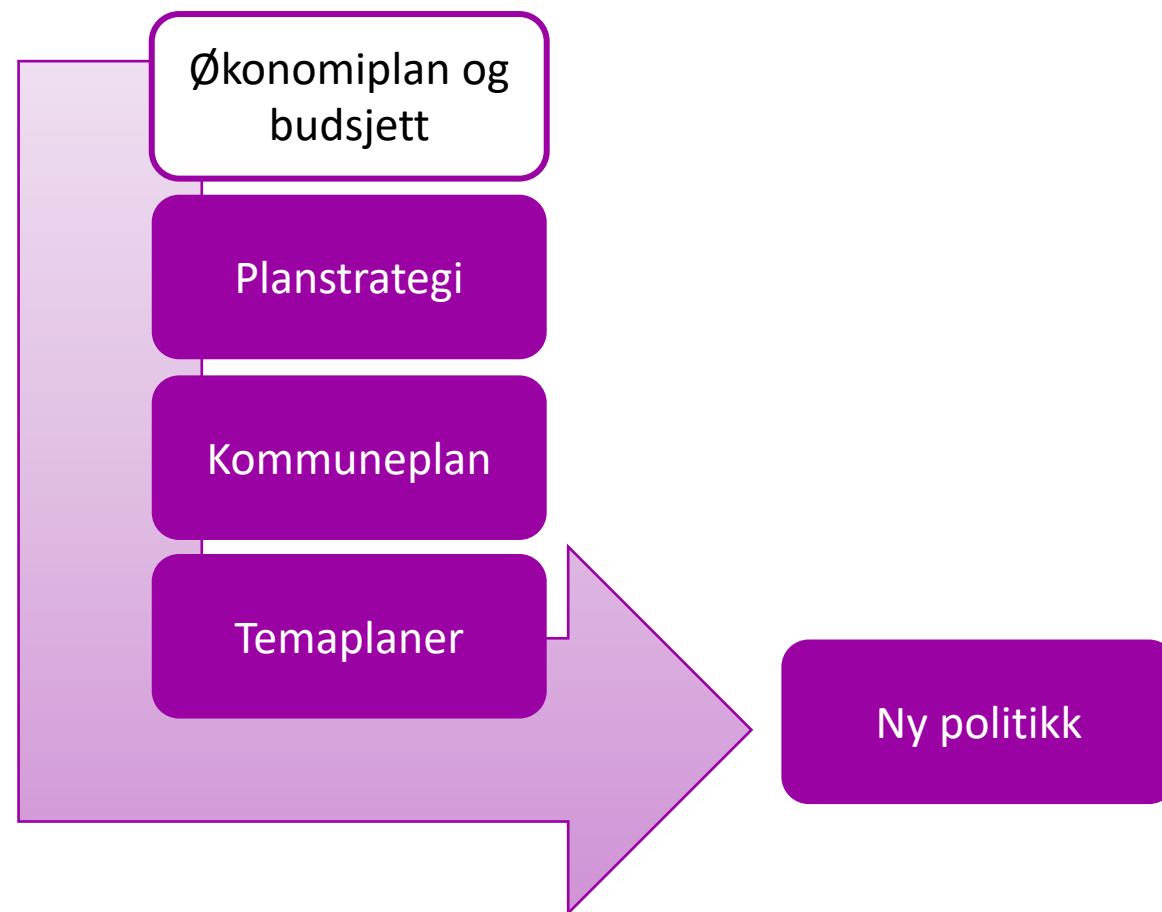 Økonomiplan og
budsjett
Planstrategi
Kommuneplan
Temaplaner
Ny politikk